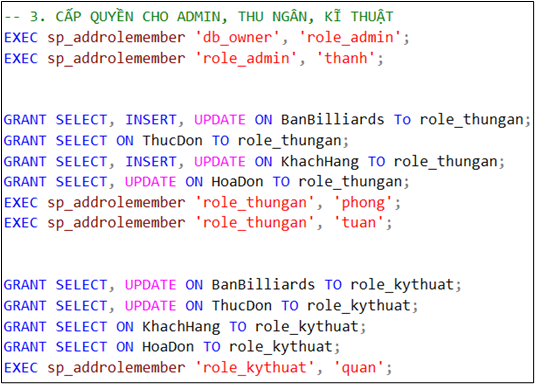 -- 3. CẤP QUYỀN CHO ADMIN, THU NGÂN, KĨ THUẬT
EXEC sp_addrolemember 'db_owner', 'role_admin';
EXEC sp_addrolemember 'role_admin', 'thanh';
GRANT SELECT, INSERT, UPDATE ON BanBilliards To role_thungan;
GRANT SELECT ON ThucDon TO role_thungan;
GRANT SELECT, INSERT, UPDATE ON KhachHang TO role_thungan;
GRANT SELECT, UPDATE ON HoaDon TO role_thungan;
EXEC sp_addrolemember 'role_thungan', 'phong';
EXEC sp_addrolemember 'role_thungan', 'tuan';
GRANT SELECT, UPDATE ON BanBilliards TO role_kythuat;
GRANT SELECT, UPDATE ON ThucDon TO role_kythuat;
GRANT SELECT ON KhachHang TO role_kythuat;
GRANT SELECT ON HoaDon TO role_kythuat;
EXEC sp_addrolemember 'role_kythuat', 'quan';